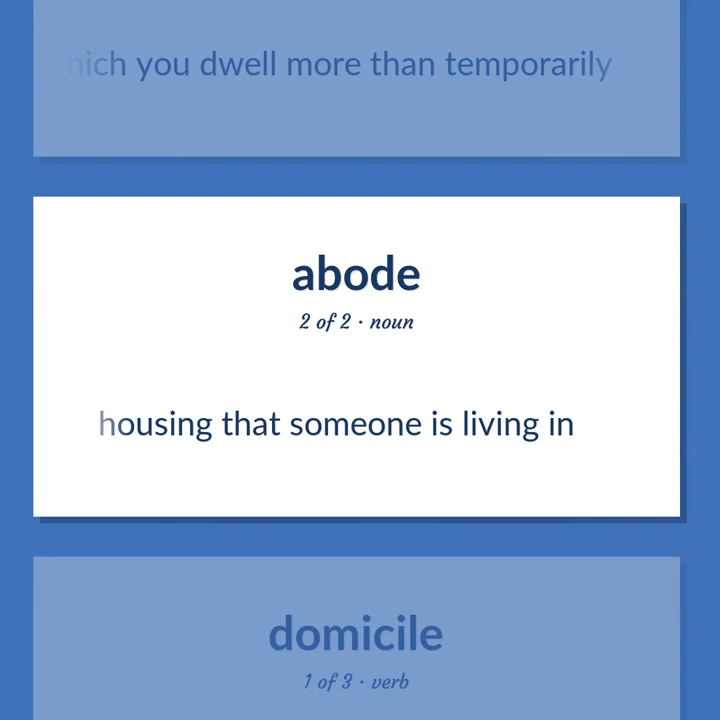 hich you dwell more than temporarily
abode
2 of 2 · noun
housing that someone is living in
domicile
1 of 3 · verb